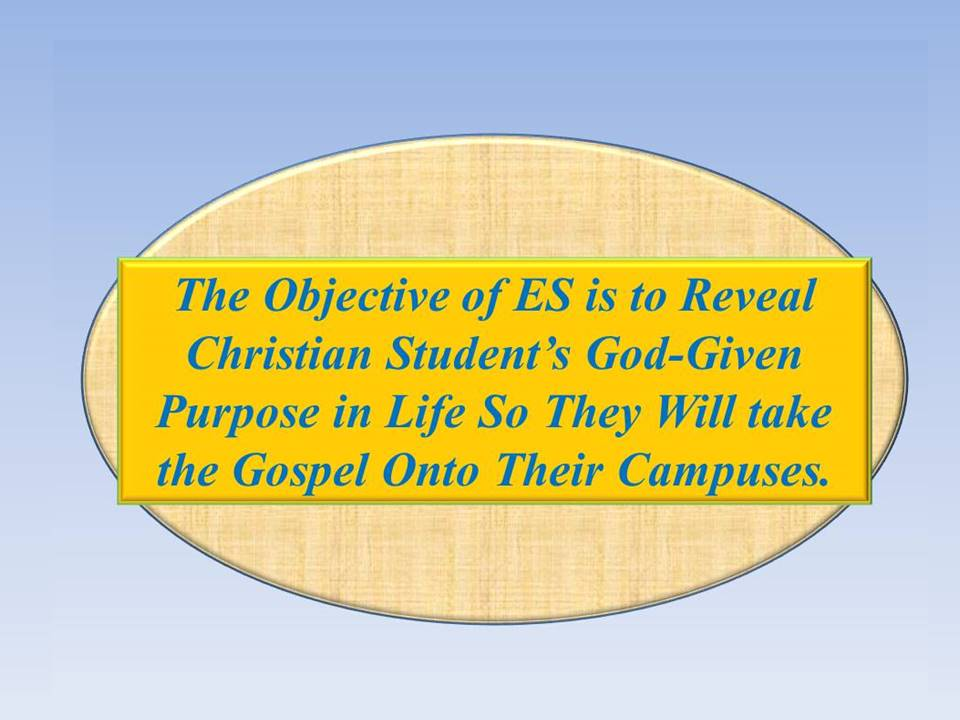 The Objective of ES is to Reveal
Christian Student’s God-Given
Purpose in Life So They Will take
the Gospel Onto Their Campuses.